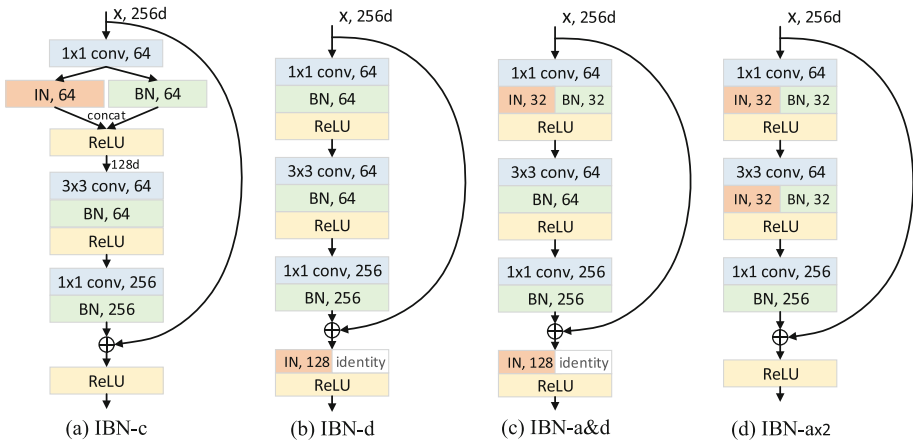 x, 256d
1x1 conv, 64
IN, 64
BN, 64
concat
ReLU
128d
3x3 conv, 64
BN, 64
ReLU
1x1 conv, 256
BN, 256
ReLU
(a) IBN-c
x, 256d
1x1 conv, 64
BN, 64
ReLU
3x3 conv, 64
BN, 64
ReLU
1x1 conv, 256
BN, 256
IN, 128 identity
ReLU
(b) IBN-d
x, 256d
1x1 conv, 64
IN, 32 BN, 32
ReLU
3x3 conv, 64
BN, 64
ReLU
1x1 conv, 256
BN, 256
IN, 128 identity
ReLU
(c) IBN-a&d
x, 256d
1x1 conv, 64
IN, 32 BN, 32
ReLU
3x3 conv, 64
IN, 32 BN, 32
ReLU
1x1 conv, 256
BN, 256
ReLU
(d) IBN-ax2